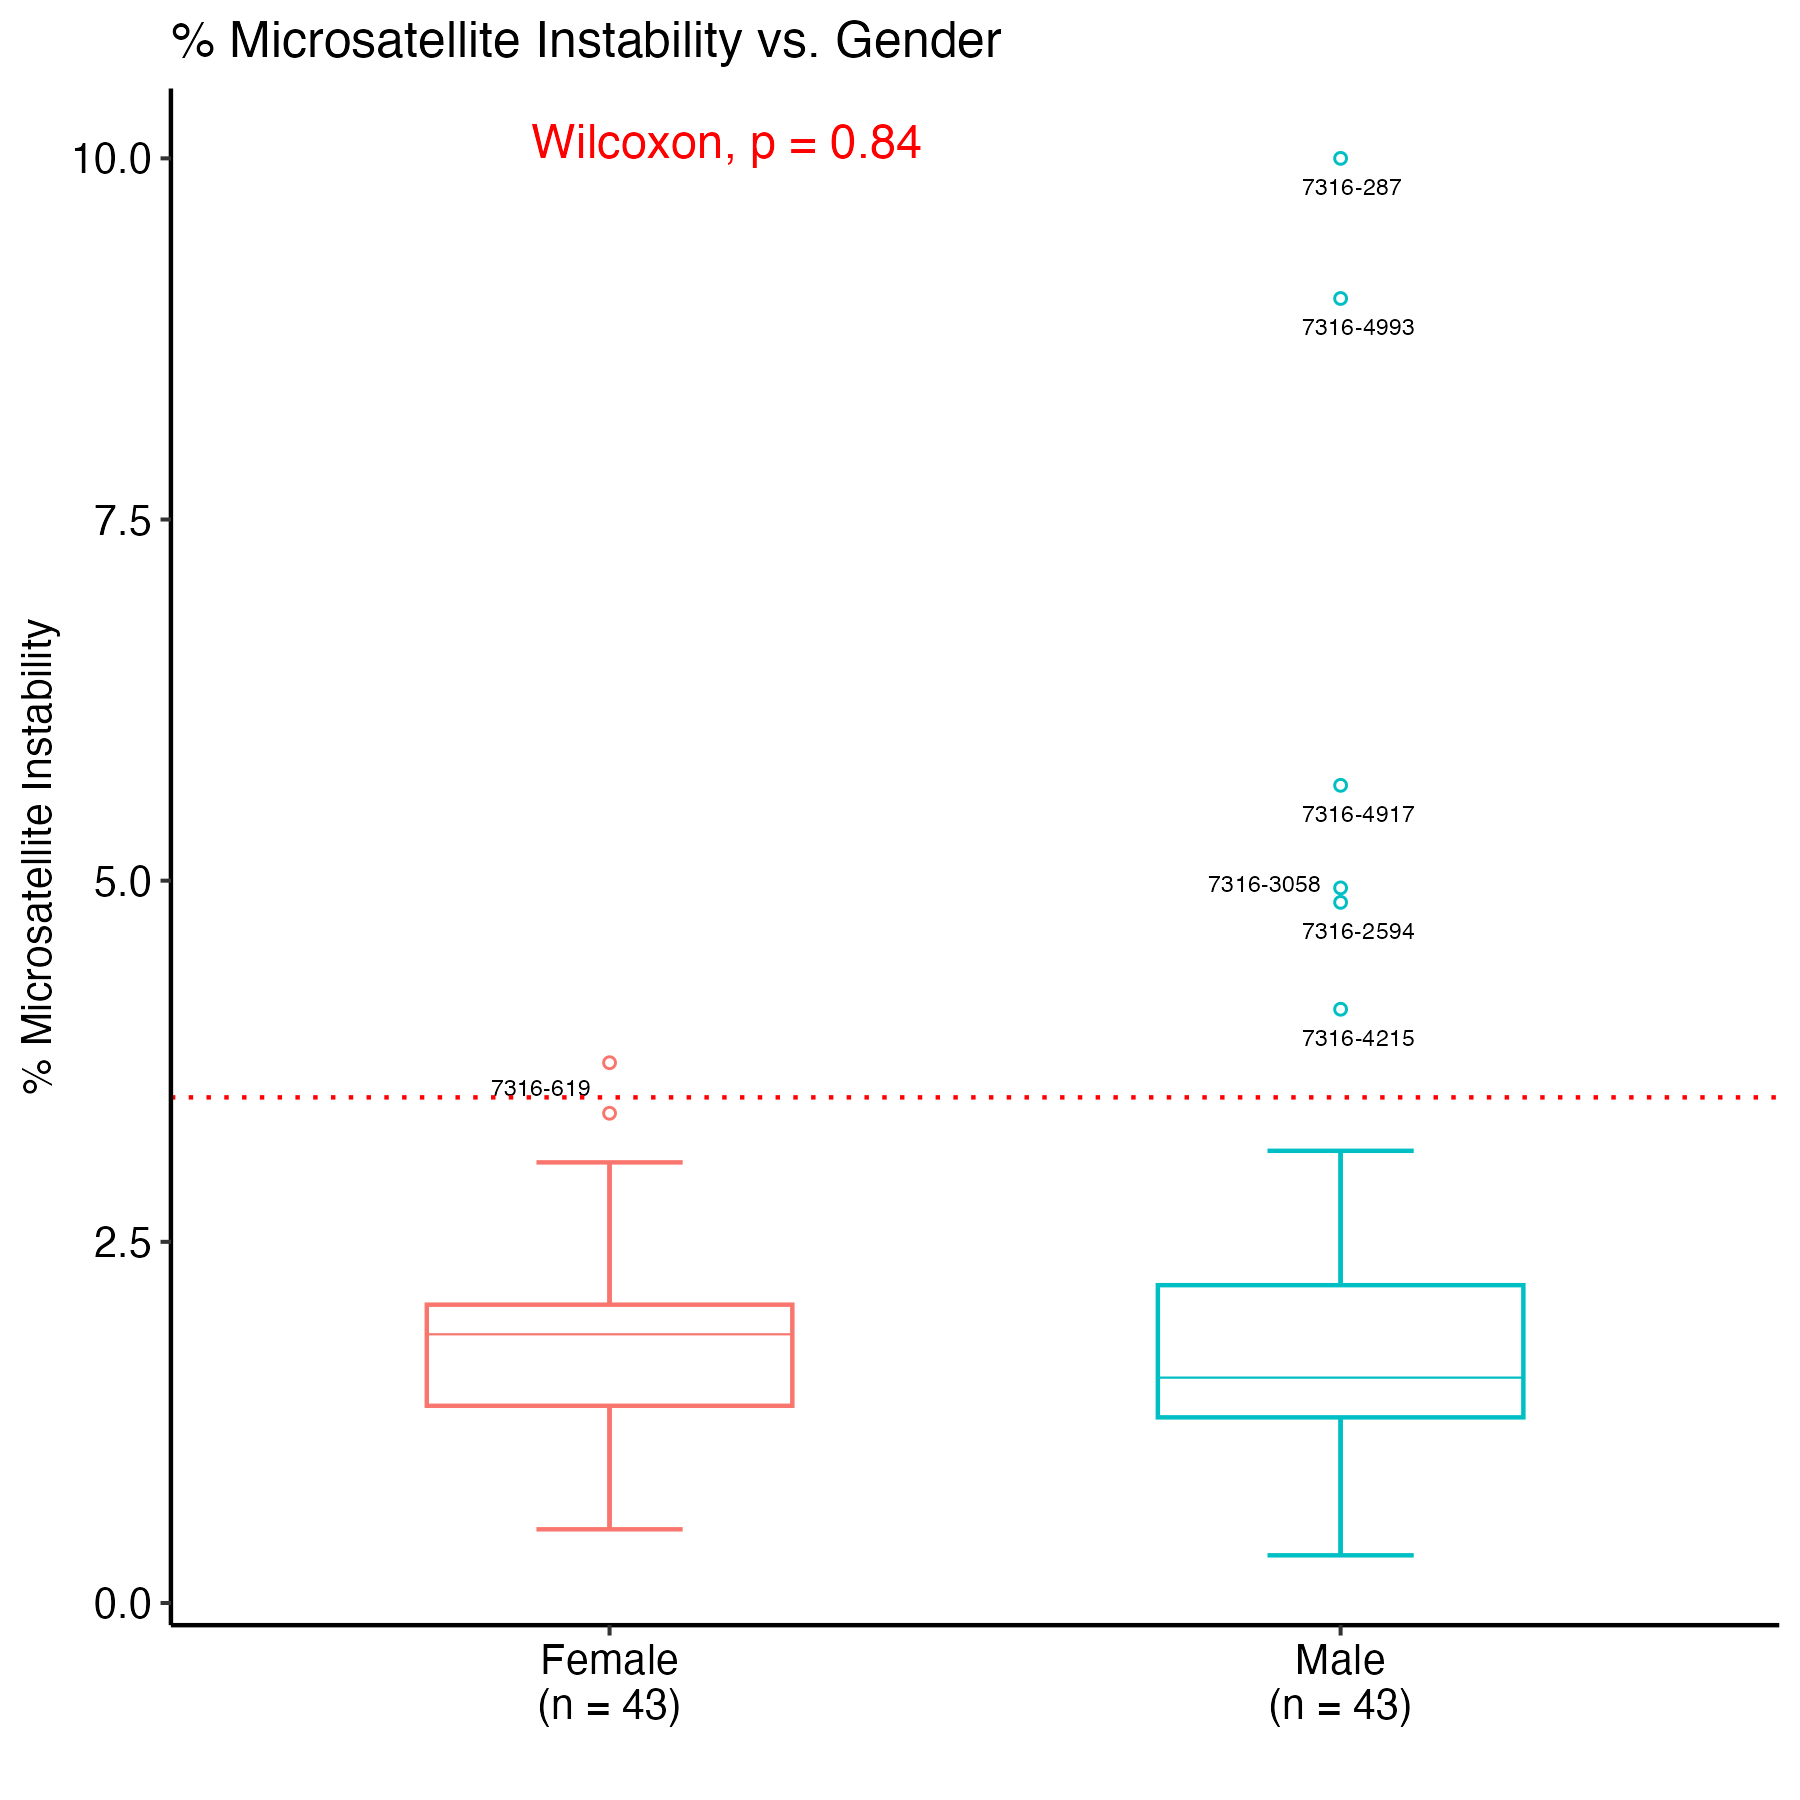 % Microsatellite Instability vs. Gender
Wilcoxon, p = 0.84
% Microsatellite Instability
10.0
7.5
5.0
2.5
0.0
7316-287
7316-4993
7316-4917
7316-3058
7316-2594
7316-4215
7316-619
Female
(n = 43)
Male
(n = 43)